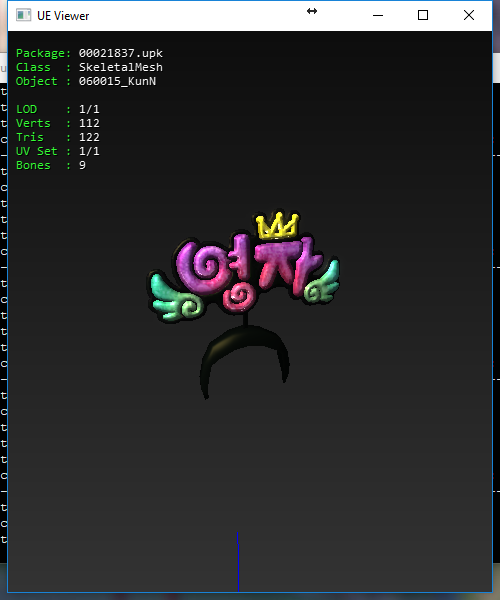 UE Viewer
Package: 00021837.upk
Class : SkeletalMesh
Object : 060015_KunN
LOD : 1/1
Verts : 112
Tris : 122
UV Set : 1/1
Bones : 9
영자